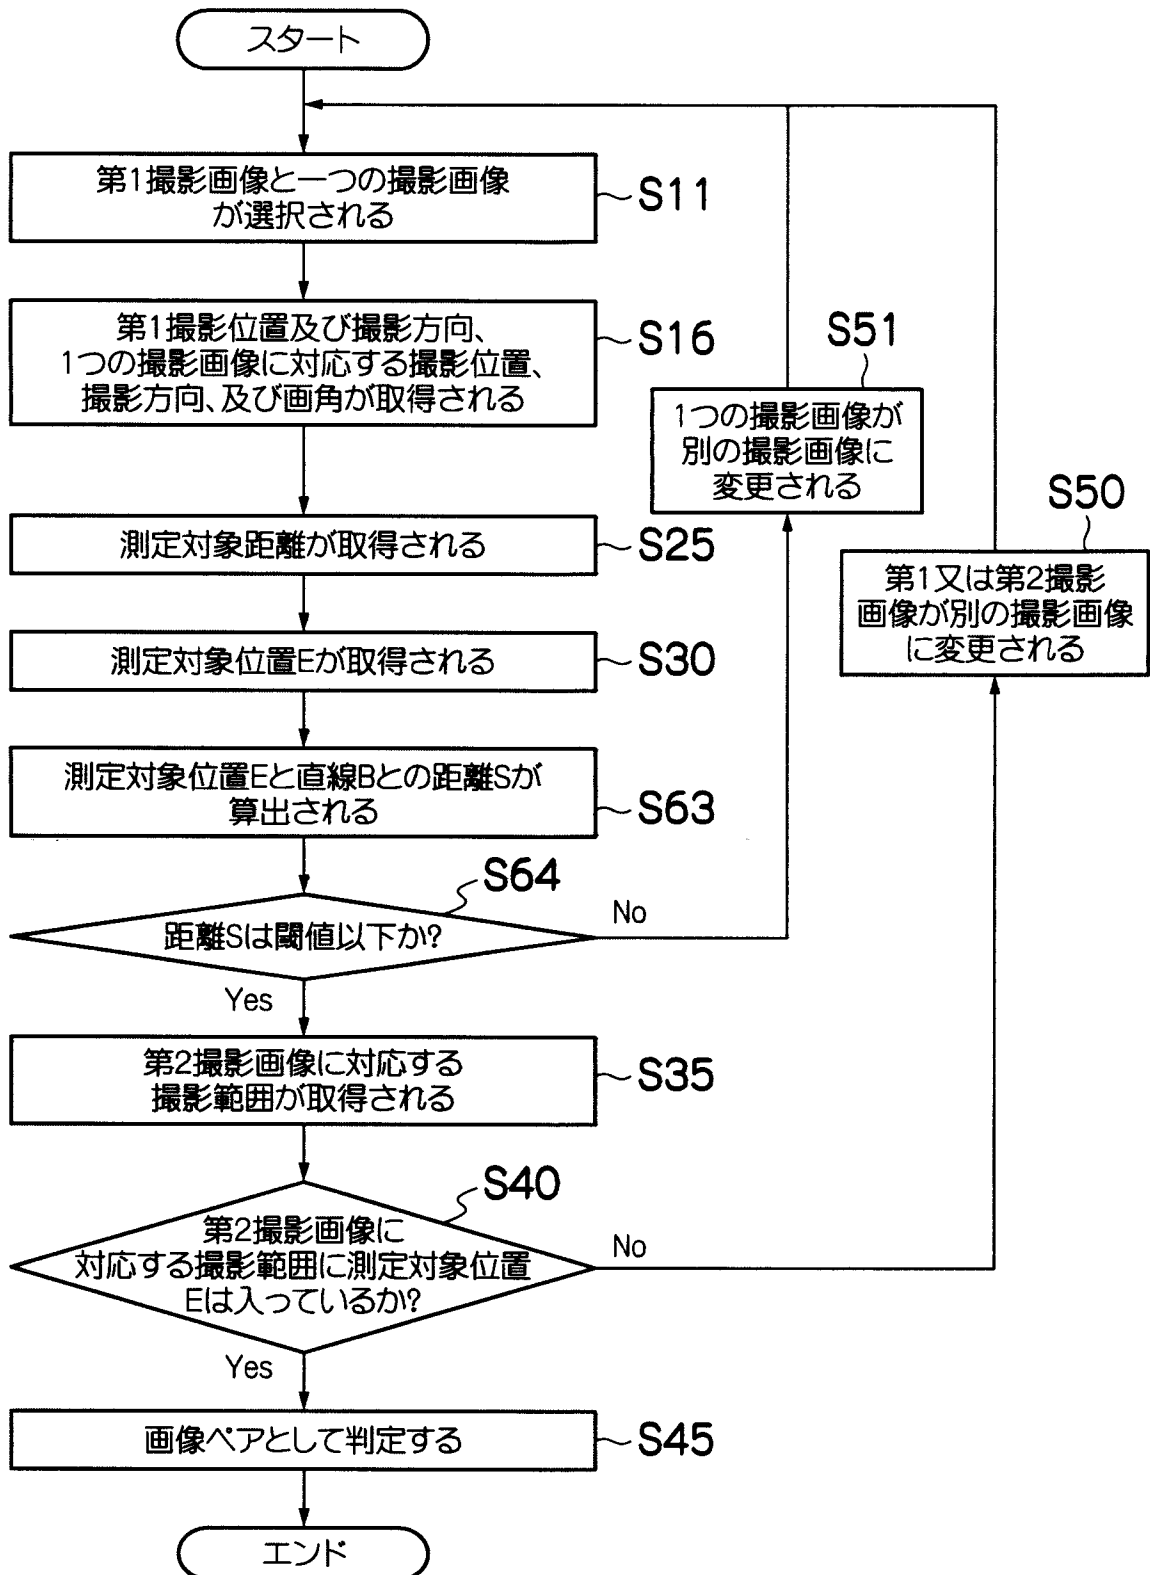 スタート
第1撮影画像と一つの撮影画像
が選択される
S11
第1撮影位置及び撮影方向、
1つの撮影画像に対応する撮影位置、
撮影方向、及び画角が取得される
S16
S51
1つの撮影画像が
別の撮影画像に
変更される
S50
第1又は第2撮影
画像が別の撮影画像
に変更される
測定対象距離が取得される
S25
測定対象位置Eが取得される
S30
測定対象位置Eと直線Bとの距離Sが
算出される
S63
S64
距離Sは閾値以下か?
No
Yes
第2撮影画像に対応する
撮影範囲が取得される
S35
S40
第2撮影画像に
対応する撮影範囲に測定対象位置
Eは入っているか?
No
Yes
画像ペアとして判定する
S45
エンド